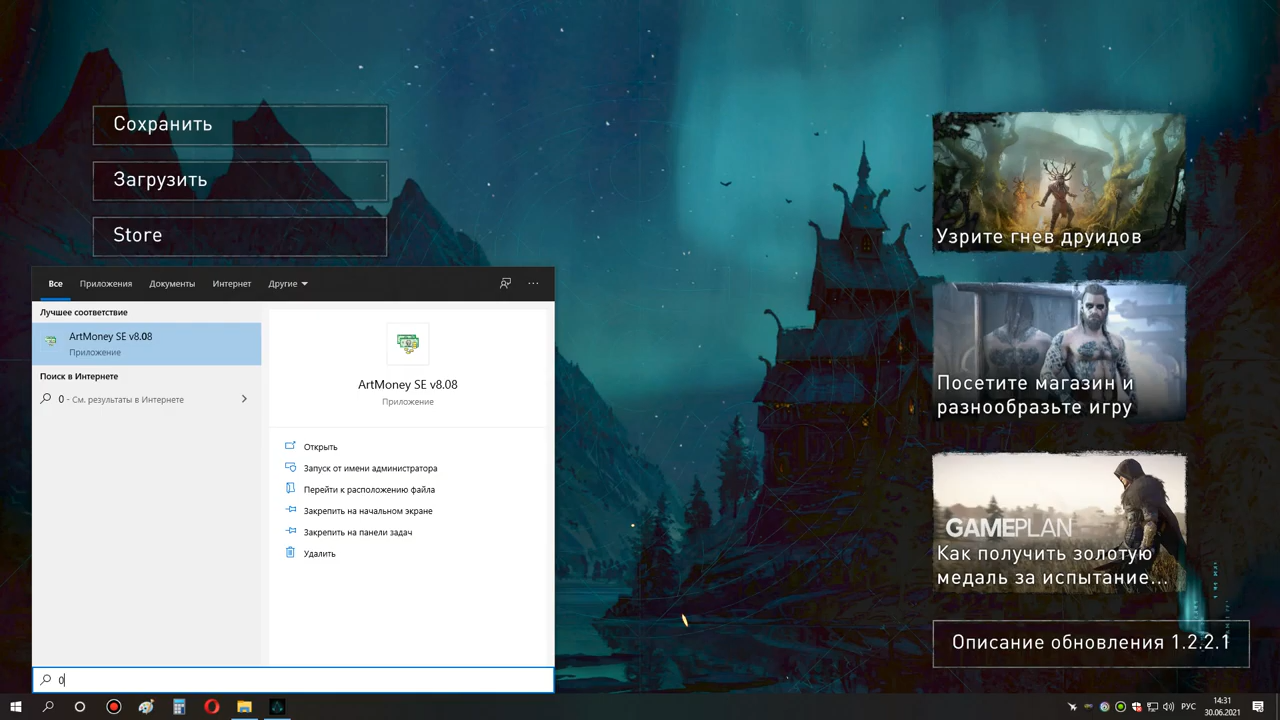 Сохранить
Загрузить
Store
Все Приложения Документы Интернет Другие
Лучшее соответствие
ArtMoney SE v8.08
Приложение
Поиск в Интернете
0 - См. результаты в Интернете
ArtMoney SE v8.08
Приложение
Открыть
Запуск от имени администратора
Перейти к расположению файла
Закрепить на начальном экране
Закрепить на панели задач
Удалить
0
Узрите гнев друидов
Посетите магазин и
разнообразьте игру
GAMEPLAN
Как получить золотую
медаль за испытание...
Описание обновления 1.2.2.1
РУС
14:31
30.06.2021